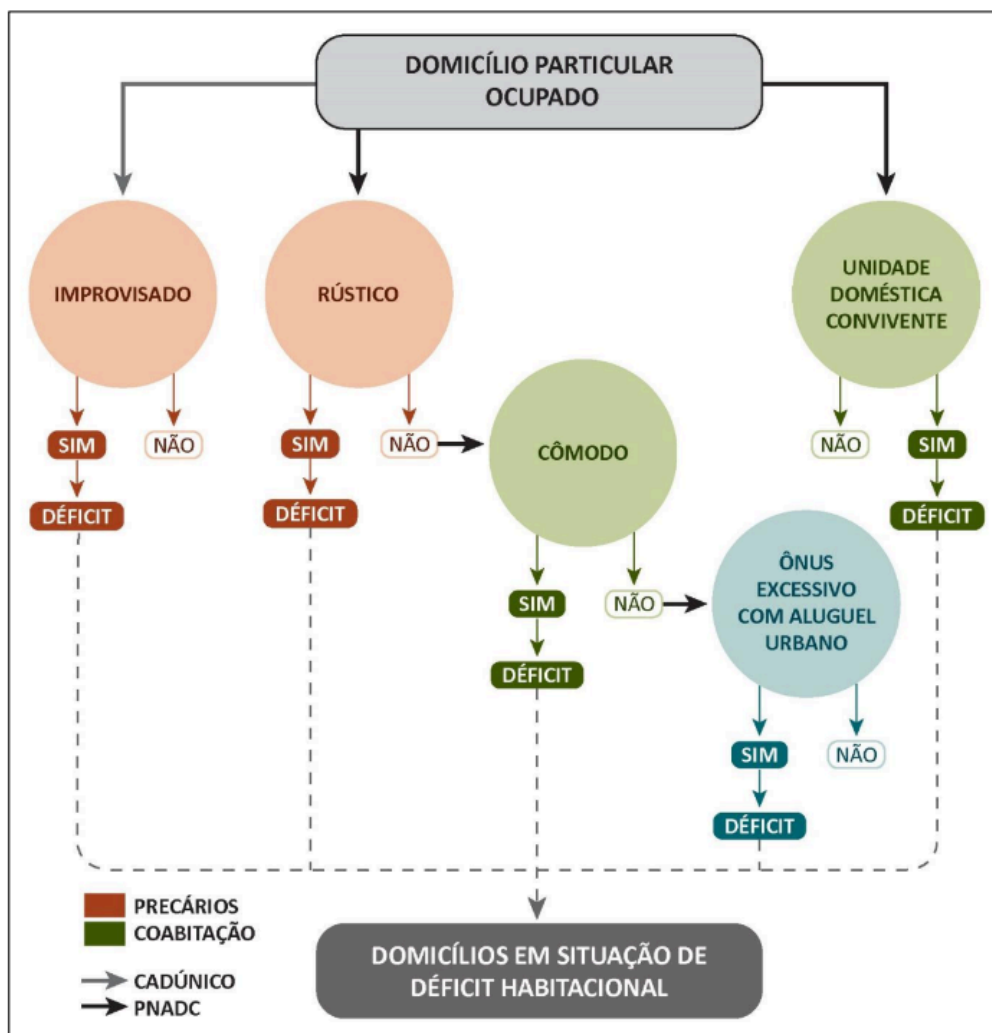 DOMICÍLIO PARTICULAR
OCUPADO
IMPROVISADO
RÚSTICO
UNIDADE
DOMÉSTICA
CONVIVENTE
SIM
NÃO
SIM
NÃO
CÔMODO
NÃO
SIM
DÉFICIT
DÉFICIT
DÉFICIT
ÔNUS
EXCESSIVO
COM ALUGUEL
URBANO
SIM
NÃO
DÉFICIT
SIM
NÃO
DÉFICIT
PRECÁRIOS
COABITAÇÃO
CADÚNICO
PNADC
DOMICÍLIOS EM SITUAÇÃO DE
DÉFICIT HABITACIONAL